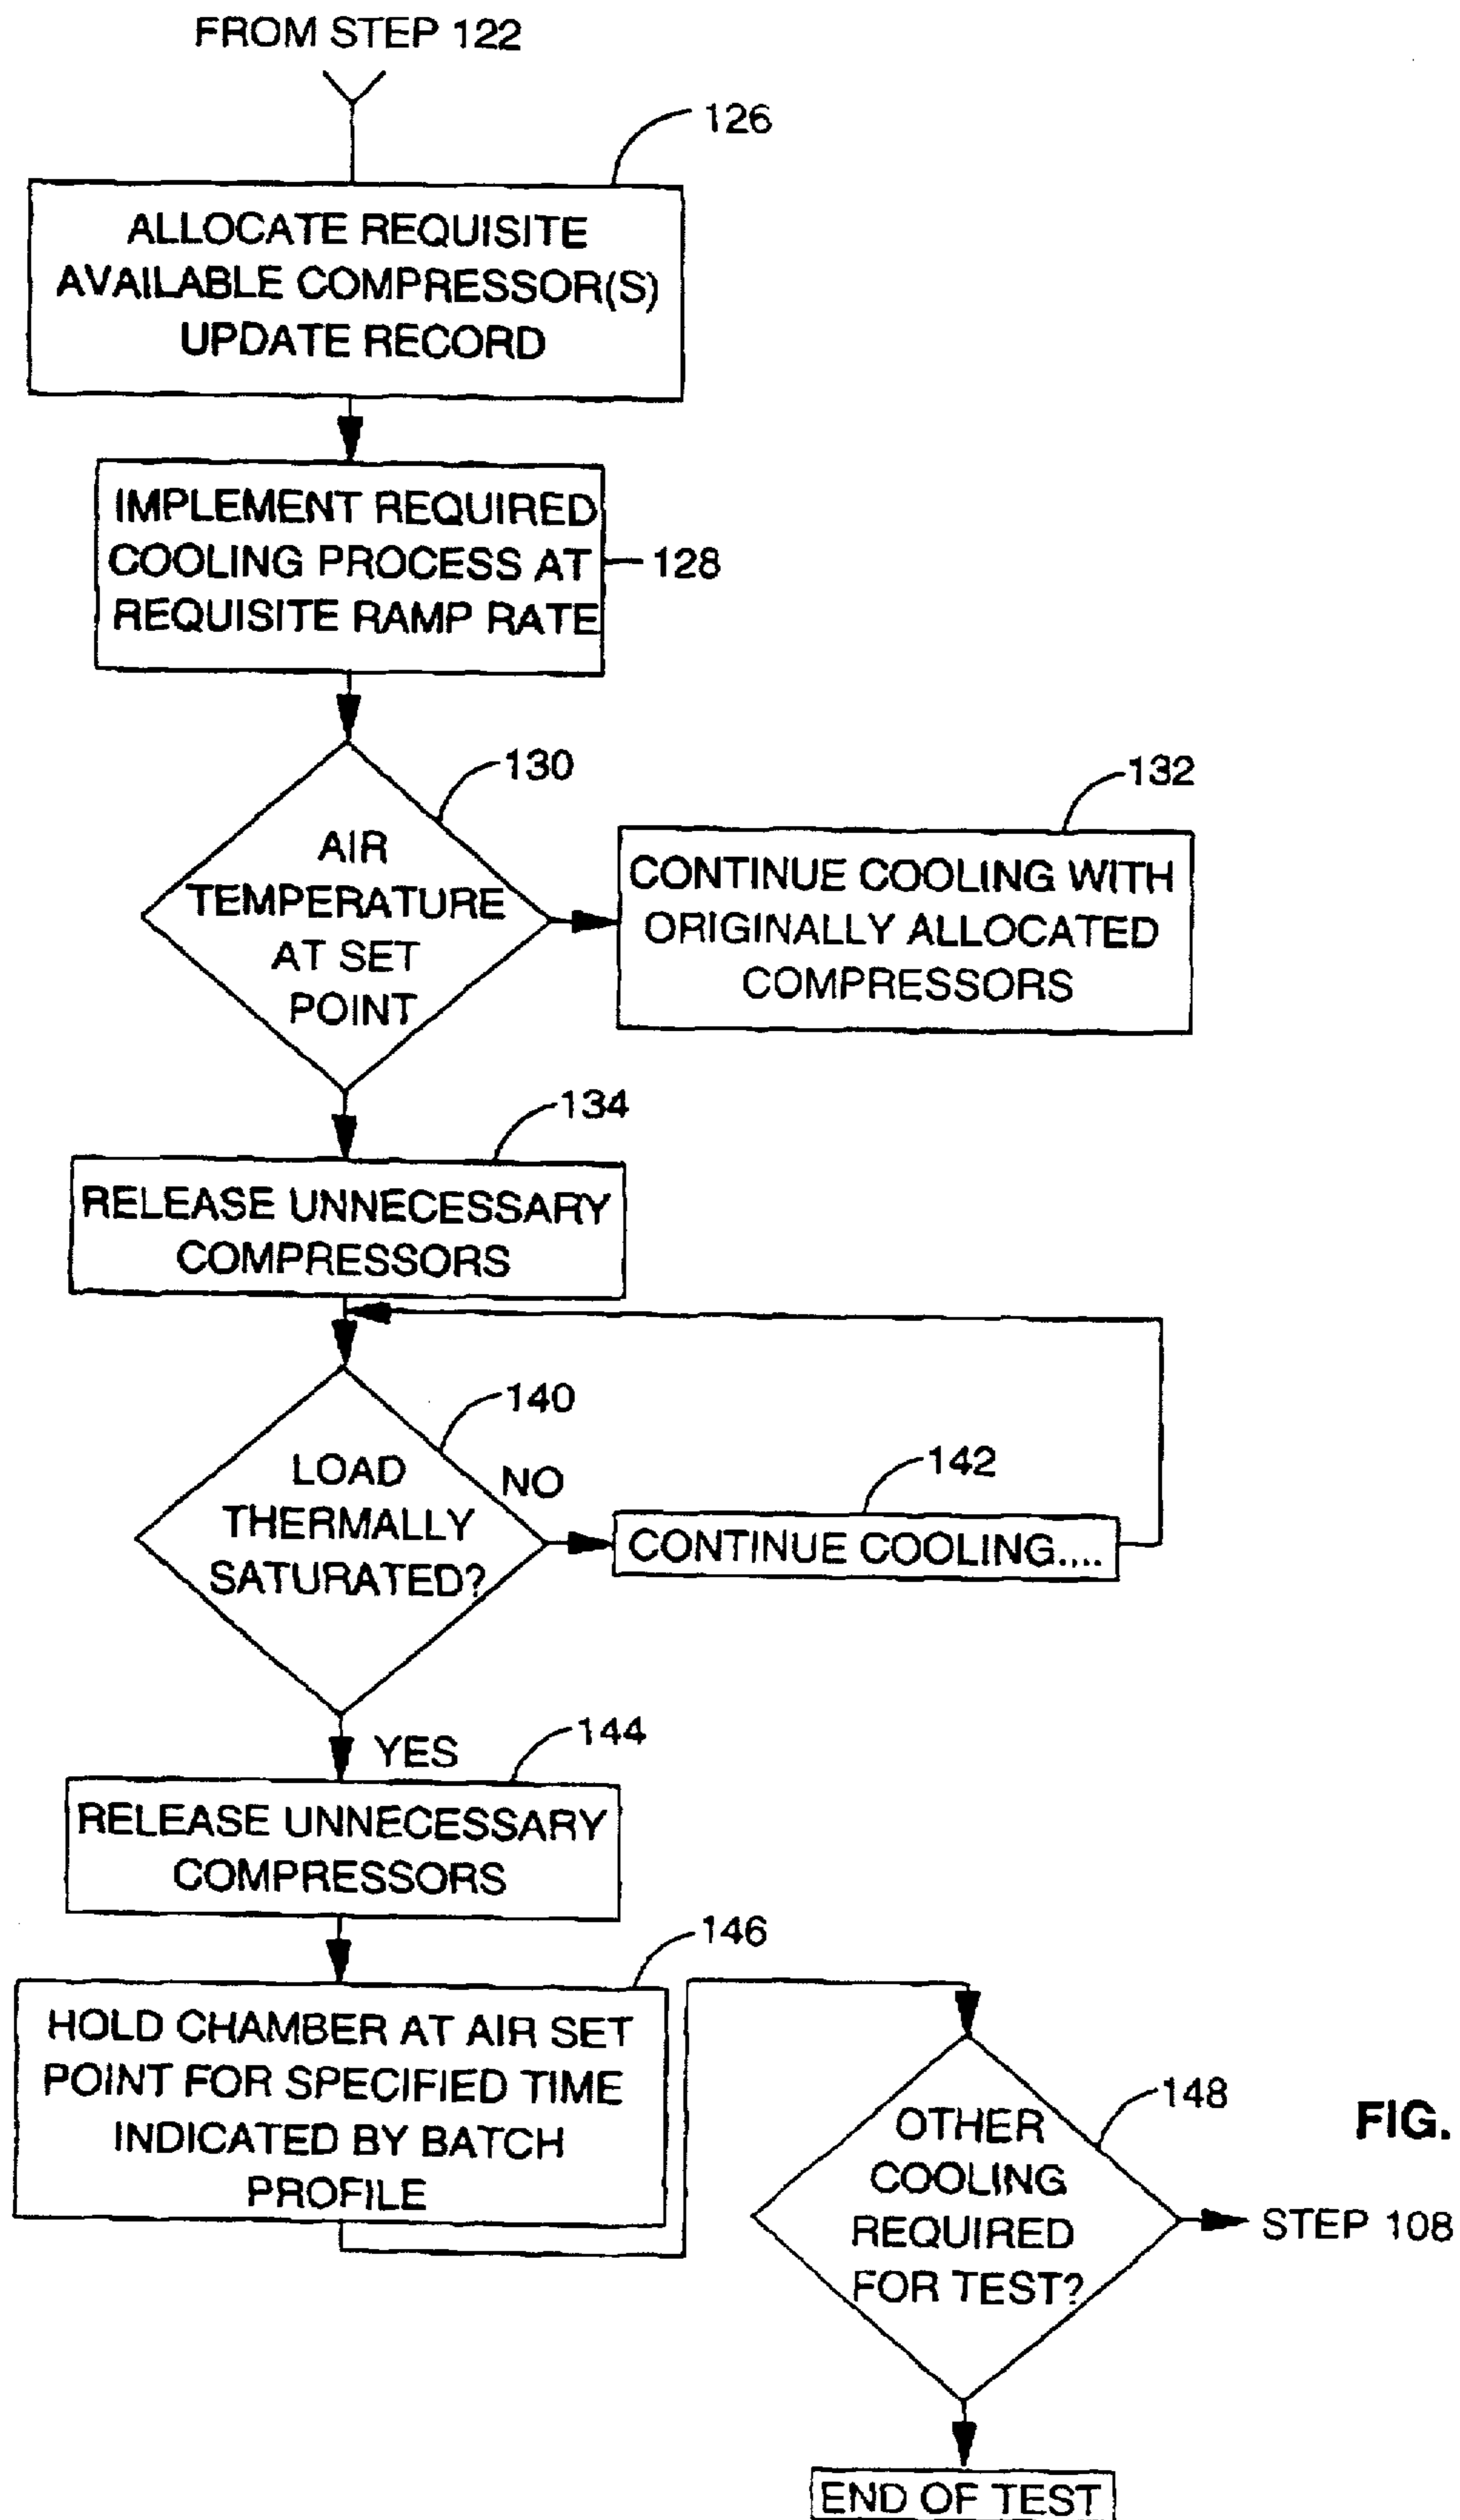 FROM STEP 122
126
ALLOCATE REQUISITE
AVAILABLE COMPRESSOR(S)
UPDATE RECORD
IMPLEMENT REQUIRED
COOLING PROCESS AT
REQUISITE RAMP RATE
128
130
AIR
TEMPERATURE
AT SET
POINT
132
CONTINUE COOLING WITH
ORIGINALLY ALLOCATED
COMPRESSORS
134
RELEASE UNNECESSARY
COMPRESSORS
140
LOAD
THERMALLY
SATURATED?
NO
142
CONTINUE COOLING....
YES
144
RELEASE UNNECESSARY
COMPRESSORS
146
HOLD CHAMBER AT AIR SET
POINT FOR SPECIFIED TIME
INDICATED BY BATCH
PROFILE
148
OTHER
COOLING
REQUIRED
FOR TEST?
FIG.
STEP 108
END OF TEST